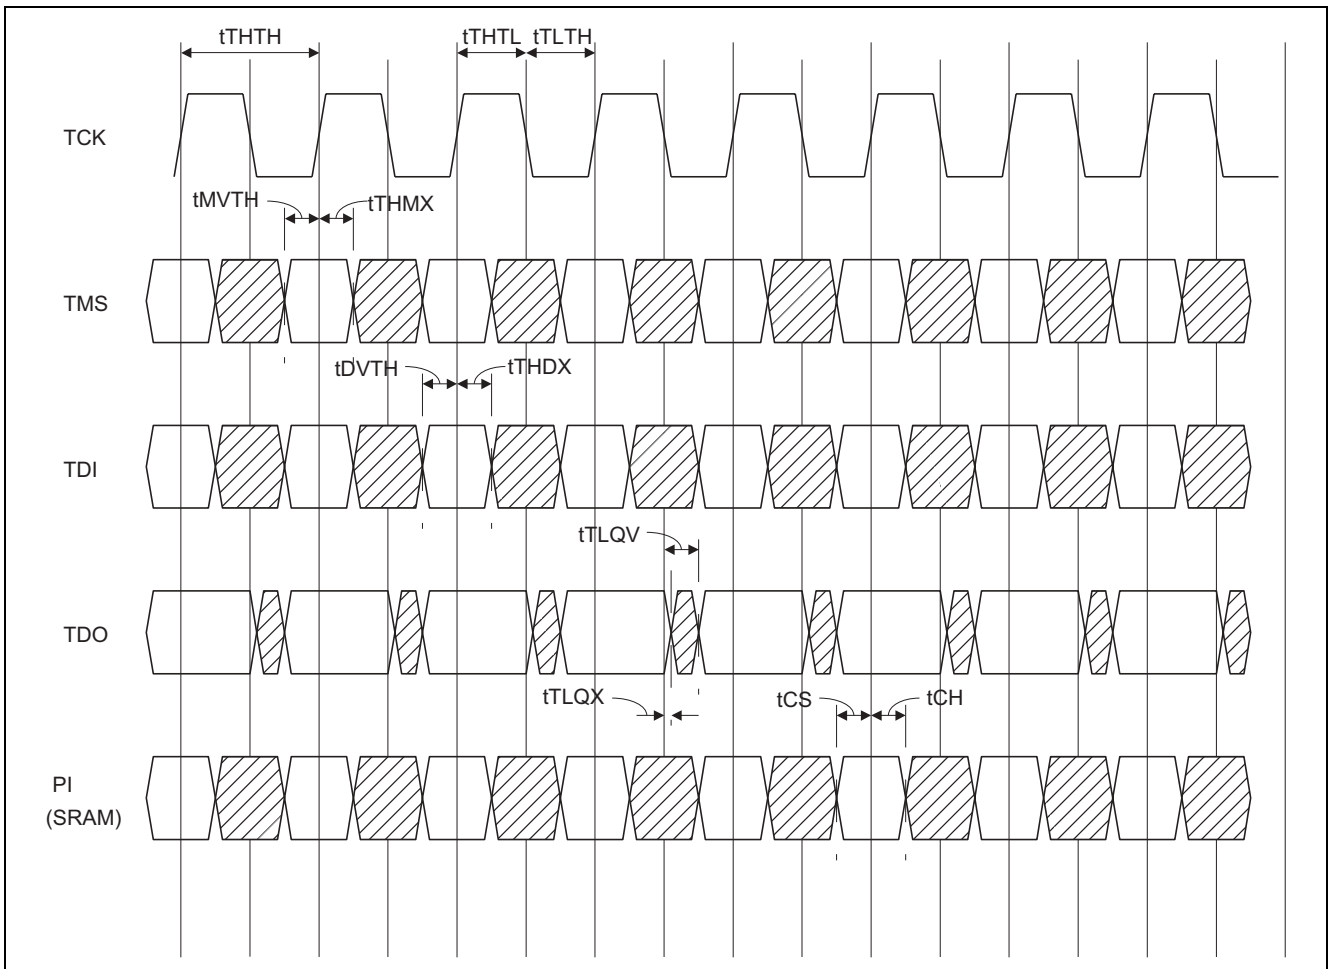 tTHTH
tTHTL
tTLTH
TCK
tMVTH
tTHMX
TMS
tDVTH
tTHDX
TDI
tTLQV
TDO
tTLQX
tCS
tCH
PI
(SRAM)